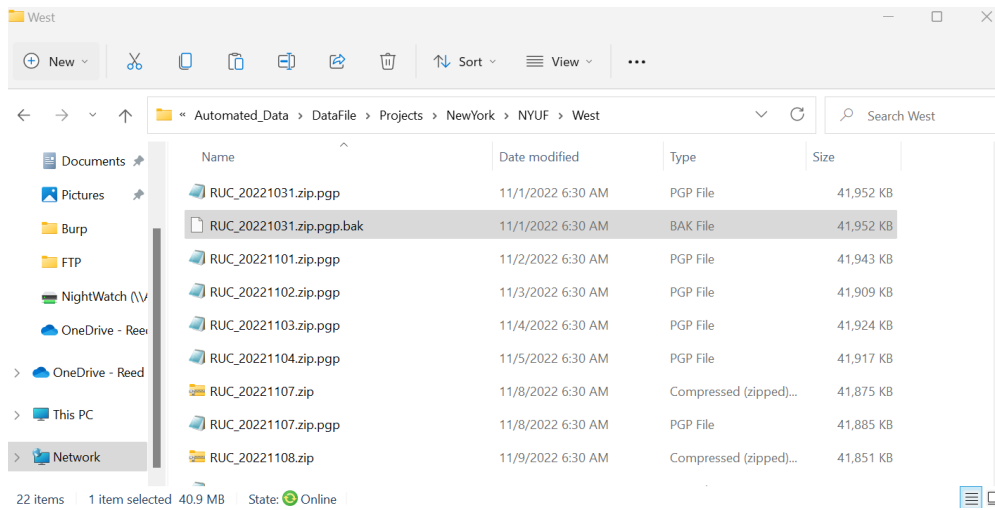 West
New
Sort
View
« Automated_Data > DataFile > Projects > NewYork > NYUF > West
Search West
Documents
Pictures
Burp
FTP
NightWatch (\\
OneDrive - Ree
OneDrive - Reed
This PC
Network
Name Date modified Type Size
RUC_20221031.zip.pgp 11/1/2022 6:30 AM PGP File 41,952 KB
RUC_20221031.zip.pgp.bak 11/1/2022 6:30 AM BAK File 41,952 KB
RUC_20221101.zip.pgp 11/2/2022 6:30 AM PGP File 41,943 KB
RUC_20221102.zip.pgp 11/3/2022 6:30 AM PGP File 41,909 KB
RUC_20221103.zip.pgp 11/4/2022 6:30 AM PGP File 41,924 KB
RUC_20221104.zip.pgp 11/5/2022 6:30 AM PGP File 41,917 KB
RUC_20221107.zip 11/8/2022 6:30 AM Compressed (zipped)... 41,875 KB
RUC_20221107.zip.pgp 11/8/2022 6:30 AM PGP File 41,885 KB
RUC_20221108.zip 11/9/2022 6:30 AM Compressed (zipped)... 41,851 KB
22 items 1 item selected 40.9 MB State: Online